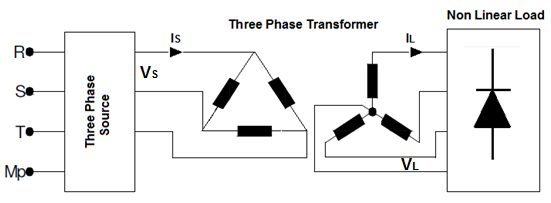 Three Phase Transformer
Non Linear Load
R
S
T
Mp
Three Phase
Source
IS
VS
IL
VL